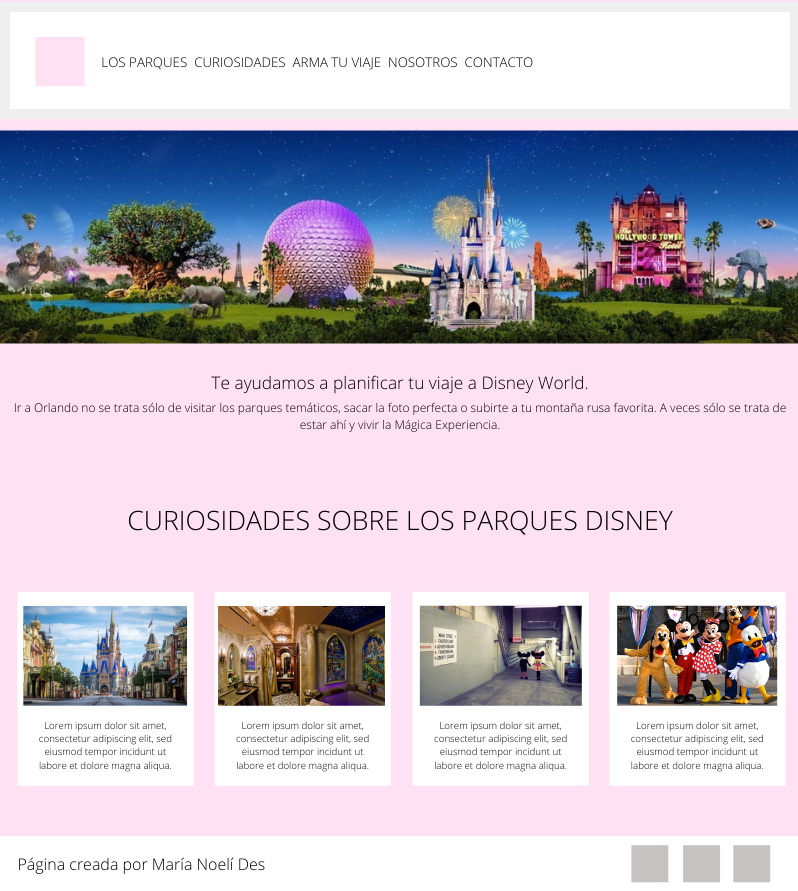 LOS PARQUES CURIOSIDADES ARMA TU VIAJE NOSOTROS CONTACTO
The
HOLLYWOOD TOWER
Hotel
Te ayudamos a planificar tu viaje a Disney World.
Ir a Orlando no se trata sólo de visitar los parques temáticos, sacar la foto perfecta o subirte a tu montaña rusa favorita. A veces sólo se trata de
estar ahí y vivir la Mágica Experiencia.
CURIOSIDADES SOBRE LOS PARQUES DISNEY
Lorem ipsum dolor sit amet,
consectetur adipiscing elit, sed
eiusmod tempor incidunt ut
labore et dolore magna aliqua.
Lorem ipsum dolor sit amet,
consectetur adipiscing elit, sed
eiusmod tempor incidunt ut
labore et dolore magna aliqua.
Lorem ipsum dolor sit amet,
consectetur adipiscing elit, sed
eiusmod tempor incidunt ut
labore et dolore magna aliqua.
Lorem ipsum dolor sit amet,
consectetur adipiscing elit, sed
eiusmod tempor incidunt ut
labore et dolore magna aliqua.
Página creada por María Noelí Des